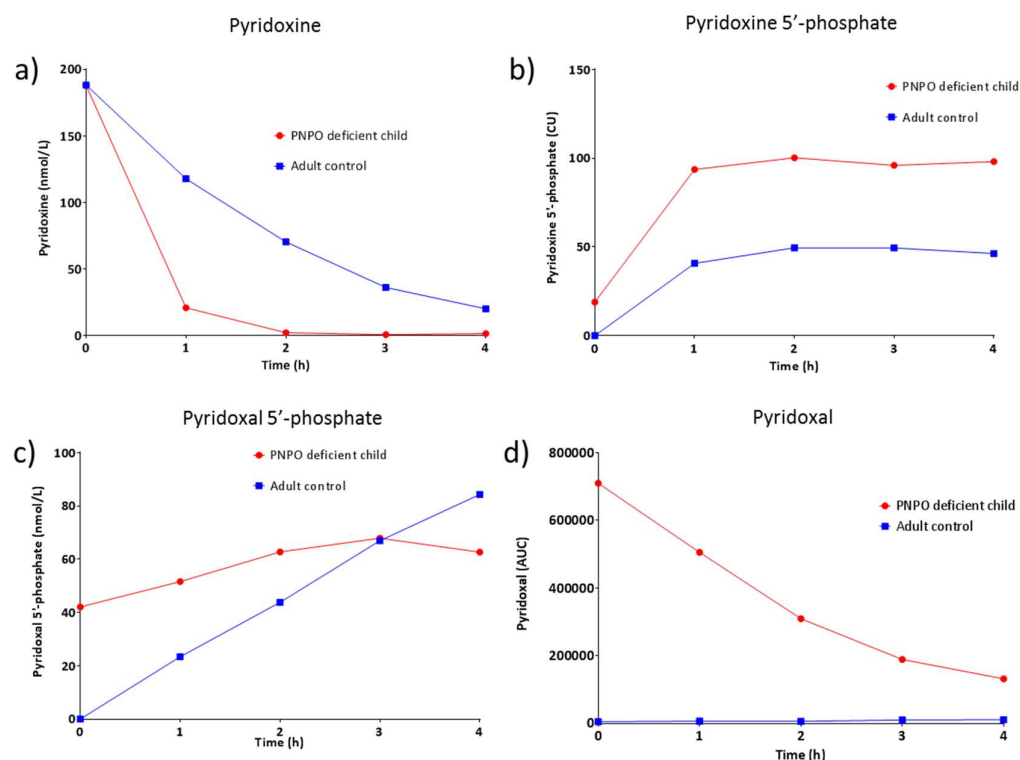 Pyridoxine
a)
Pyridoxine (nmol/L)
200
150
100
50
0
0 1 2 3 4
Time (h)
PNPO deficient child
Adult control
Pyridoxine 5’-phosphate
b)
Pyridoxine 5'-phosphate (CU)
150
100
50
0
0 1 2 3 4
Time (h)
PNPO deficient child
Adult control
Pyridoxal 5’-phosphate
c)
Pyridoxal 5'-phosphate (nmol/L)
100
80
60
40
20
0
0 1 2 3 4
Time (h)
PNPO deficient child
Adult control
Pyridoxal
d)
Pyridoxal (AUC)
800000
600000
400000
200000
0
0 1 2 3 4
Time (h)
PNPO deficient child
Adult control